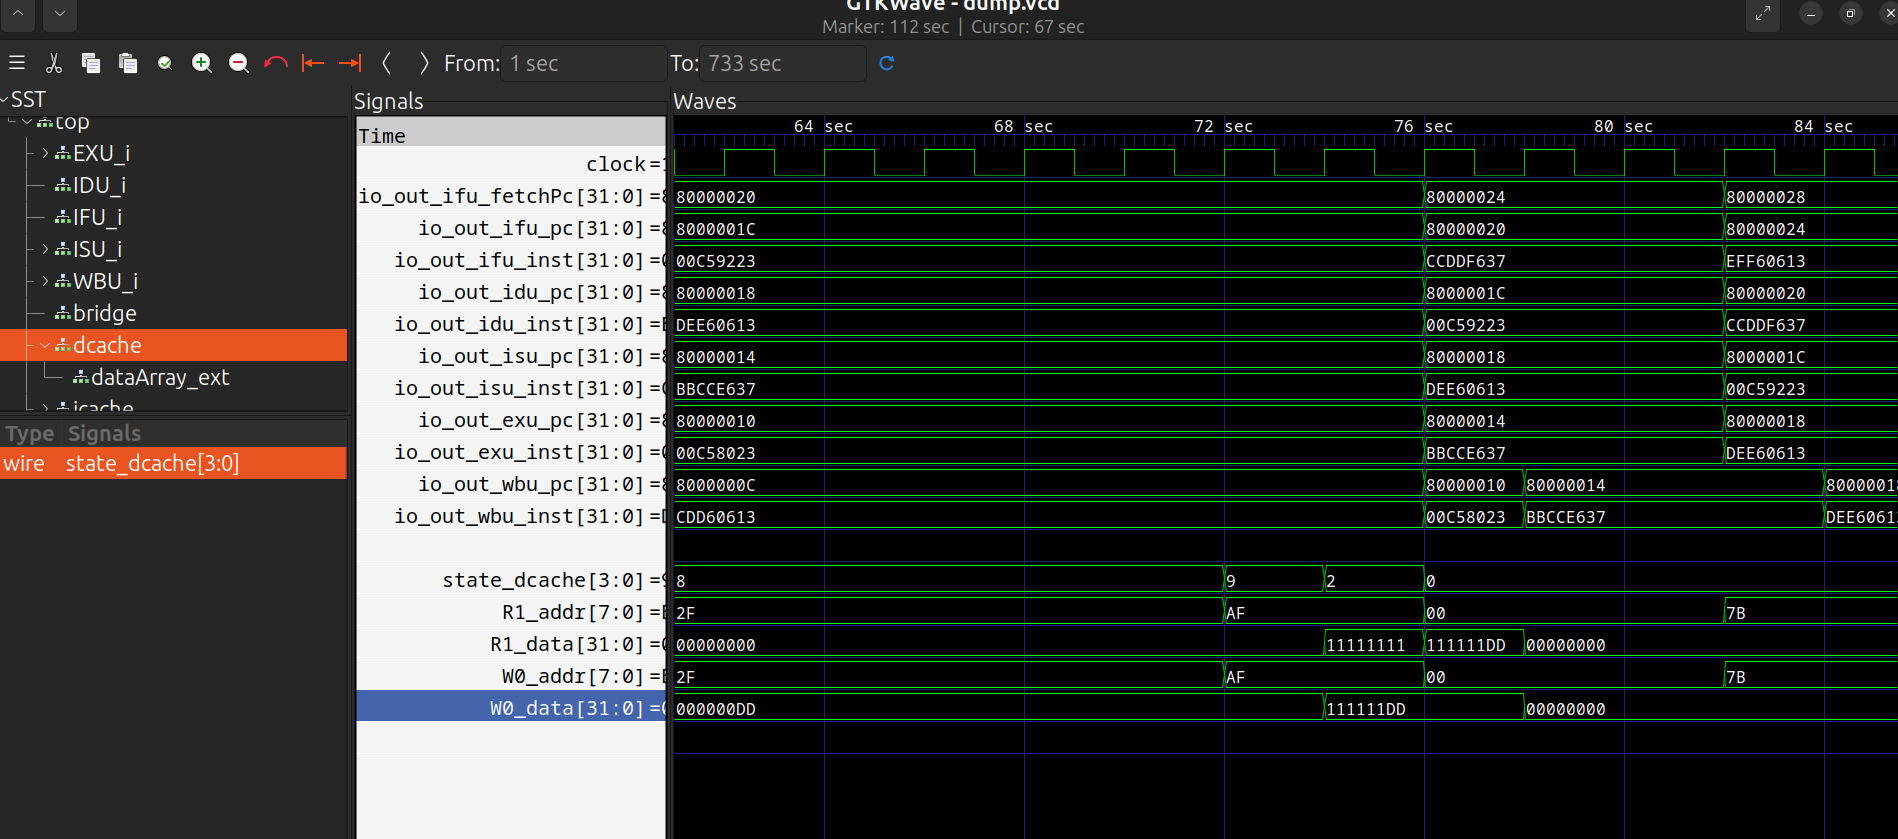 GTKWave - dump.vcd
Marker: 112 sec | Cursor: 67 sec
From: 1 sec To: 733 sec
SST
top
EXU_i
IDU_i
IFU_i
ISU_i
WBU_i
bridge
dcache
dataArray_ext
icache
Type Signals
wire state_dcache[3:0]
Signals
Time
clock=1
io_out_ifu_fetchPc[31:0]=8
io_out_ifu_pc[31:0]=8
io_out_ifu_inst[31:0]=0
io_out_idu_pc[31:0]=8
io_out_idu_inst[31:0]=E
io_out_isu_pc[31:0]=8
io_out_isu_inst[31:0]=C
io_out_exu_pc[31:0]=8
io_out_exu_inst[31:0]=0
io_out_wbu_pc[31:0]=8
io_out_wbu_inst[31:0]=D
state_dcache[3:0]=9
R1_addr[7:0]=E
R1_data[31:0]=0
W0_addr[7:0]=E
W0_data[31:0]=0
Waves
64 sec 68 sec 72 sec 76 sec 80 sec 84 sec
80000020 80000024 80000028
8000001C 80000020 80000024
00C59223 CCDDF637 EFF60613
80000018 8000001C 80000020
DEE60613 00C59223 CCDDF637
80000014 80000018 8000001C
BBCCE637 DEE60613 00C59223
80000010 80000014 80000018
00C58023 BBCCE637 DEE60613
8000000C 80000010 80000014 80000018
CDD60613 00C58023 BBCCE637 DEE6061
8 9 2 0
2F AF 00 7B
00000000 11111111 111111DD 00000000
2F AF 00 7B
000000DD 111111DD 00000000